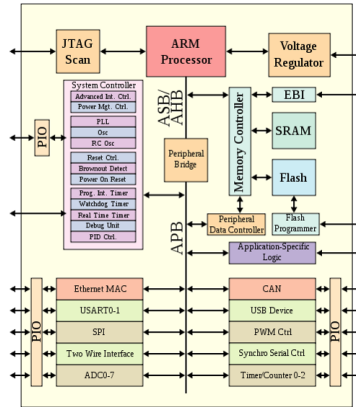 JTAG
Scan
ARM
Processor
Voltage
Regulator
System Controller
Advanced Int. Ctrl.
Power Mgt. Ctrl.
PLL
Osc
RC Osc
Reset Ctrl.
Brownout Detect
Power On Reset
Prog. Int. Timer
Watchdog Timer
Real Time Timer
Debug Unit
PID Ctrl.
PIO
ASB/
AHB
Peripheral
Bridge
APB
Memory Controller
EBI
SRAM
Flash
Peripheral
Data Controller
Flash
Programmer
Application-Specific
Logic
PIO
Ethernet MAC
USART0-1
SPI
Two Wire Interface
ADC0-7
CAN
USB Device
PWM Ctrl
Synchro Serial Ctrl
Timer/Counter 0-2
PIO